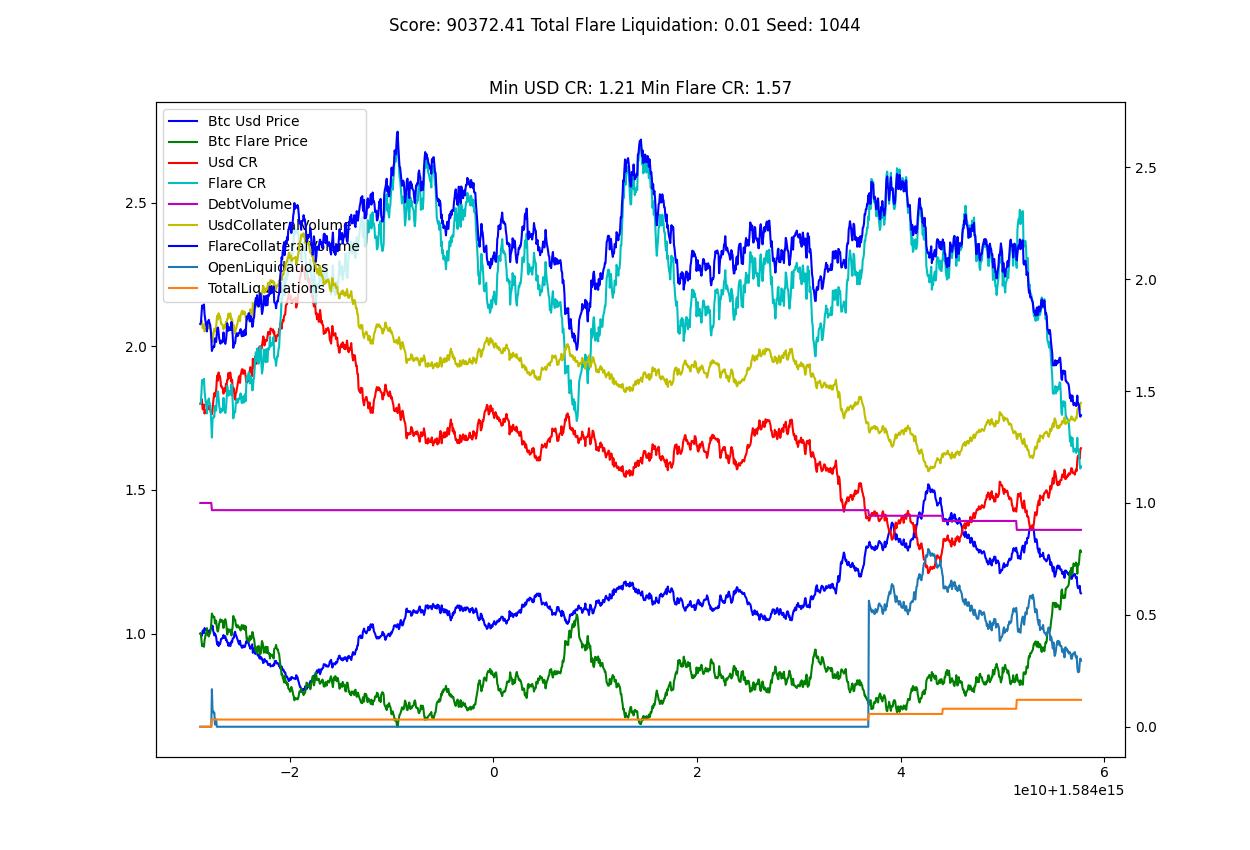 Score: 90372.41 Total Flare Liquidation: 0.01 Seed: 1044
Min USD CR: 1.21 Min Flare CR: 1.57
Btc Usd Price
Btc Flare Price
Usd CR
Flare CR
DebtVolume
UsdCollateralVolume
FlareCollateralVolume
OpenLiquidations
TotalLiquidations
2.5
2.0
1.5
1.0
2.5
2.0
1.5
1.0
0.5
0.0
−2
0
2
4
6
1e10+1.584e15